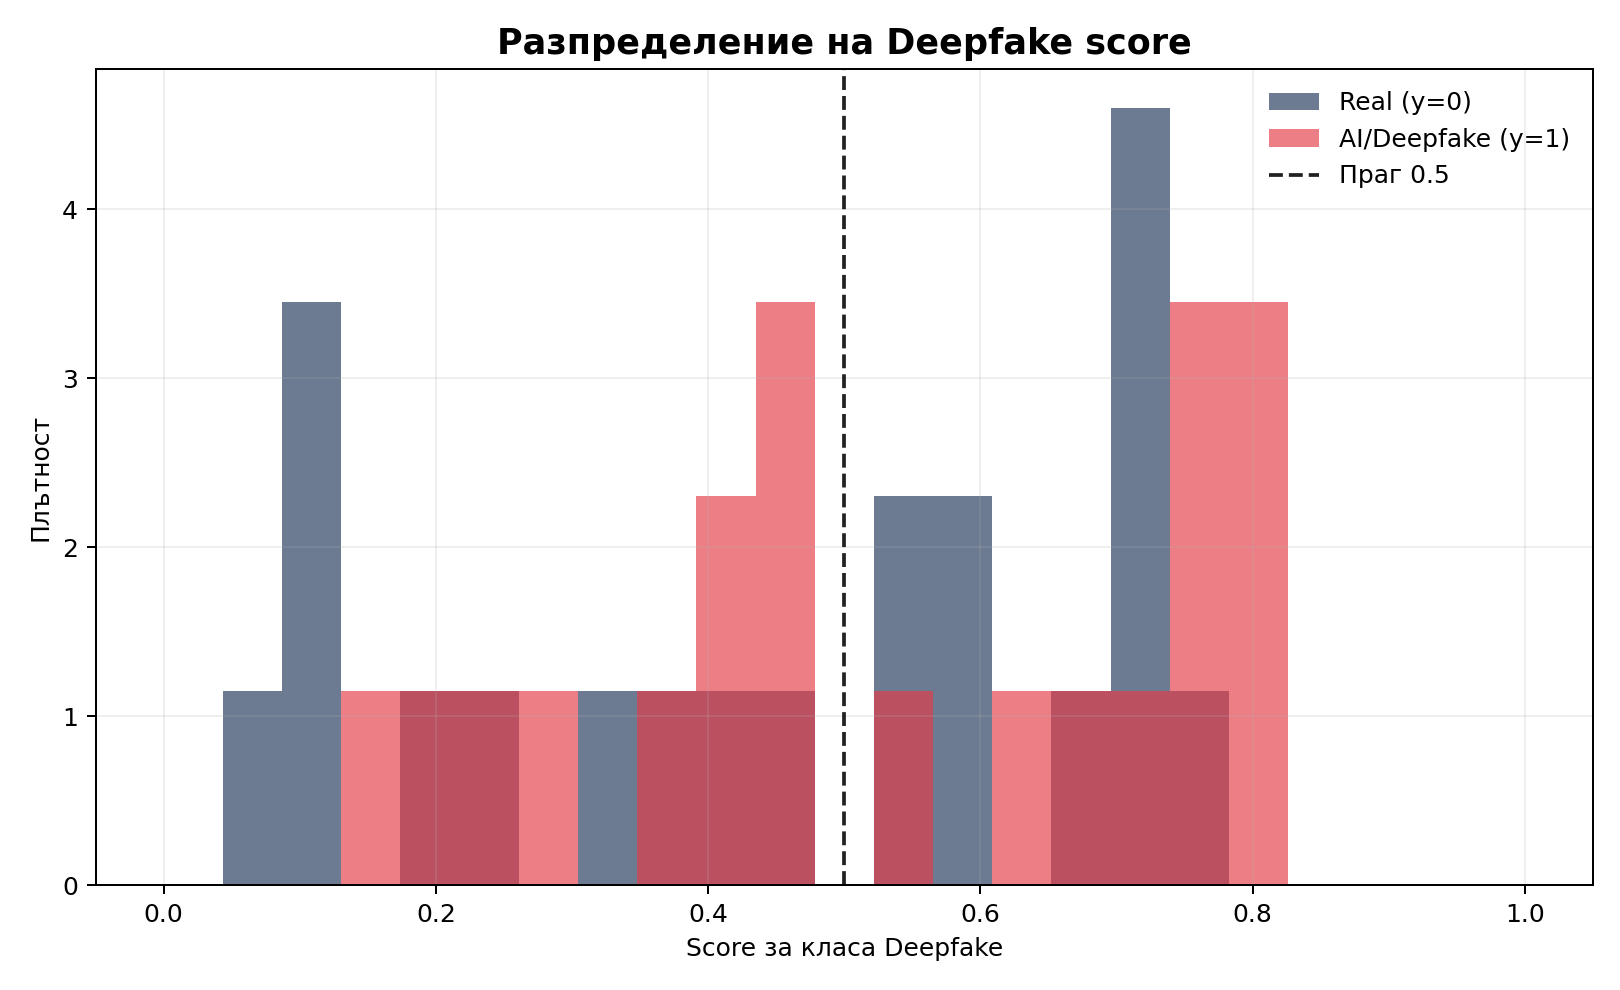 Разпределение на Deepfake score
Real (y=0)
AI/Deepfake (y=1)
Праг 0.5
Плътност
4
3
2
1
0
0.0 0.2 0.4 0.6 0.8 1.0
Score за класа Deepfake